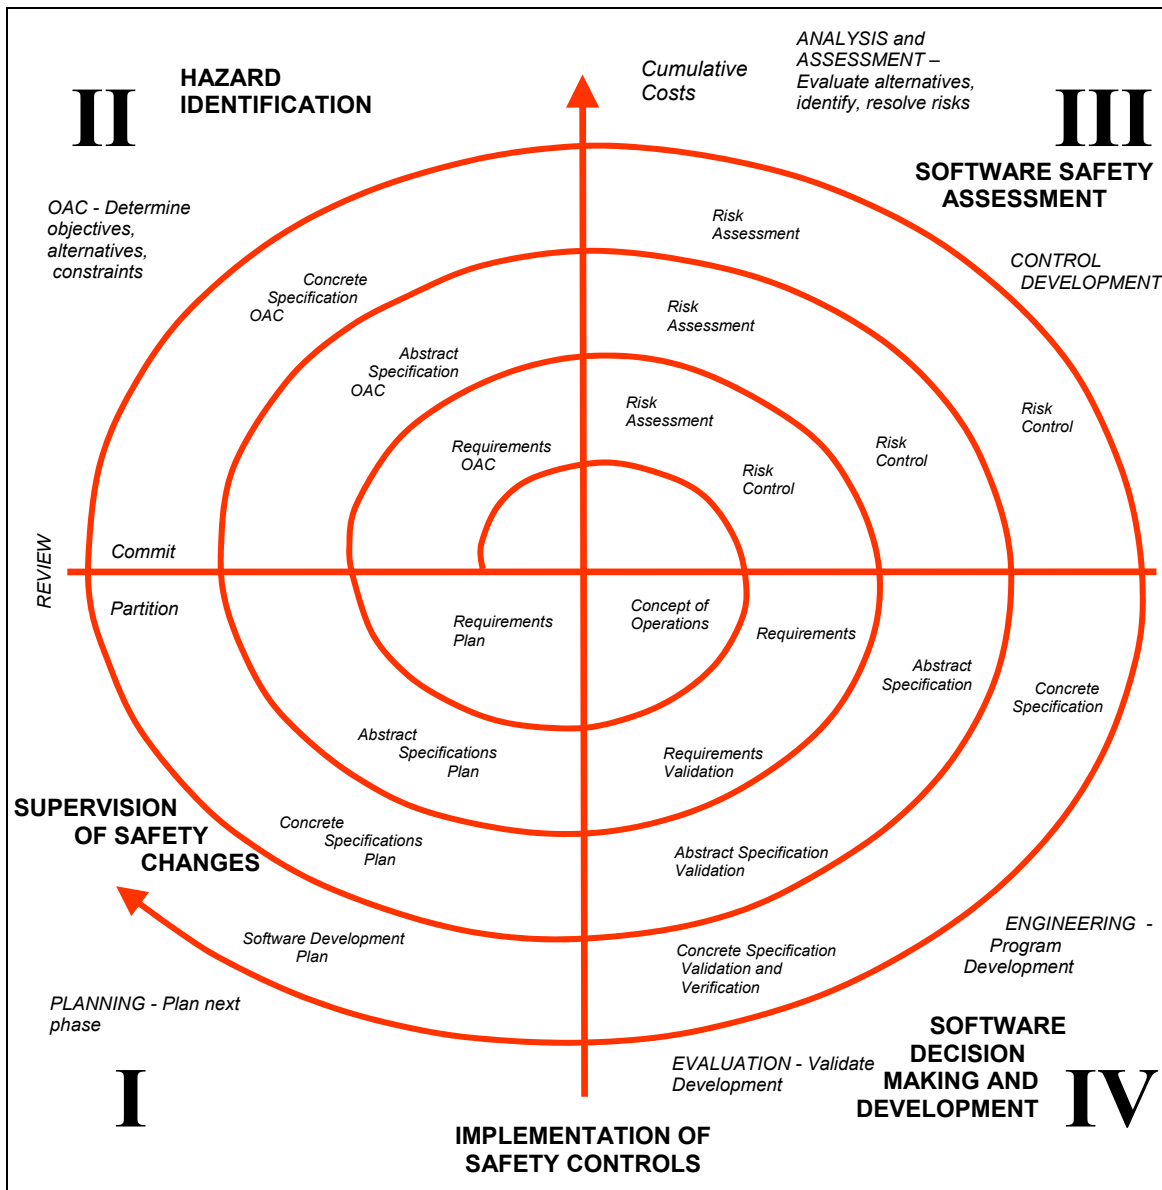 II
HAZARD
IDENTIFICATION
Cumulative
Costs
ANALYSIS and
ASSESSMENT –
Evaluate alternatives,
identify, resolve risks
III
SOFTWARE SAFETY
ASSESSMENT
OAC - Determine
objectives,
alternatives,
constraints
Risk
Assessment
CONTROL
DEVELOPMENT
Concrete
Specification
OAC
Risk
Assessment
Abstract
Specification
OAC
Risk
Assessment
Risk
Control
Requirements
OAC
Risk
Control
Risk
Control
REVIEW
Commit
Partition
Requirements
Plan
Concept of
Operations
Requirements
Abstract
Specification
Concrete
Specification
Abstract
Specifications
Plan
Requirements
Validation
SUPERVISION
OF SAFETY
CHANGES
Concrete
Specifications
Plan
Abstract Specification
Validation
Software Development
Plan
Concrete Specification
Validation and
Verification
ENGINEERING -
Program
Development
PLANNING - Plan next
phase
I
EVALUATION - Validate
Development
SOFTWARE
DECISION
MAKING AND
DEVELOPMENT
IV
IMPLEMENTATION OF
SAFETY CONTROLS